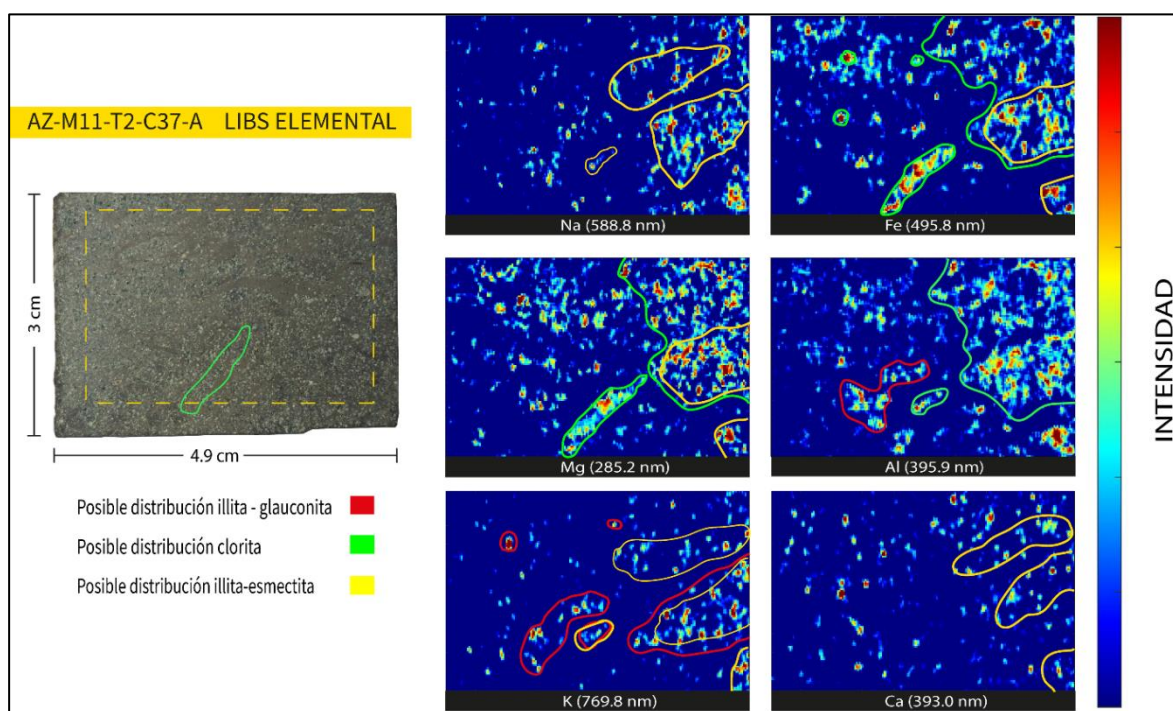 AZ-M11-T2-C37-A LIBS ELEMENTAL
3 cm
4.9 cm
Posible distribución illita - glauconita
Posible distribución clorita
Posible distribución illita-esmectita
Na (588.8 nm)
Fe (495.8 nm)
Mg (285.2 nm)
Al (395.9 nm)
K (769.8 nm)
Ca (393.0 nm)
INTENSIDAD